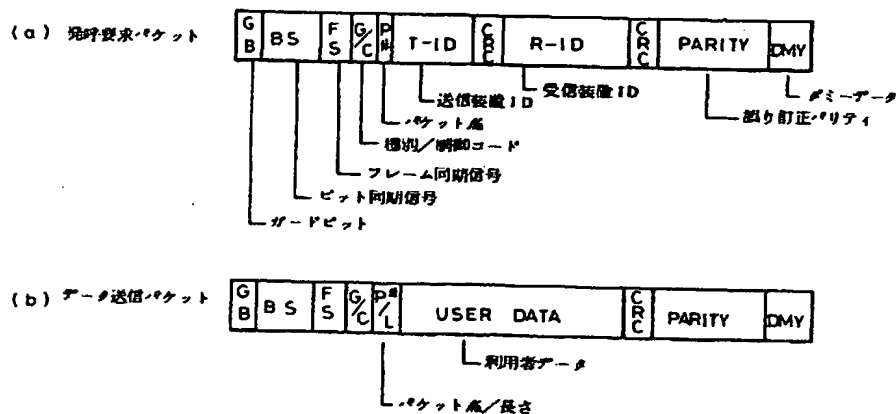 (a) 発呼要求パケット
GB BS FS G/C P# T-ID CRC R-ID CRC PARITY DMY
ダミーデータ
受信装置ID
送信装置ID
誤り訂正パリティ
パケット番
種別/制御コード
フレーム同期信号
ビット同期信号
ガードビット
(b) データ送信パケット
GB BS FS G/C P#/L USER DATA CRC PARITY DMY
利用者データ
パケット番/長さ